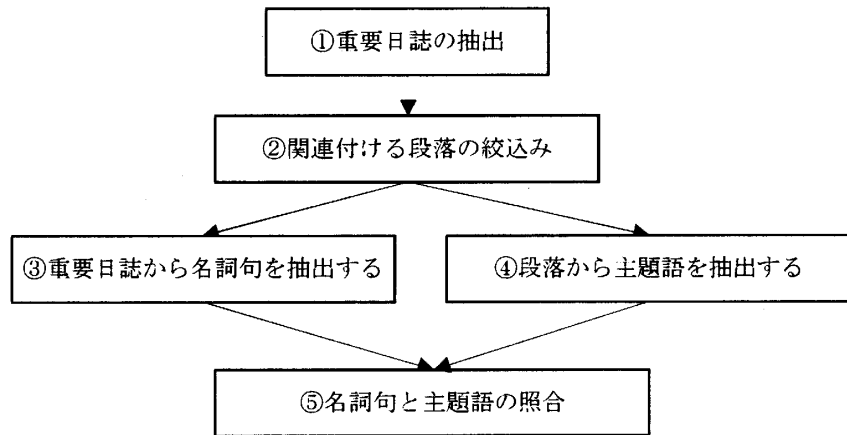 ①重要日誌の抽出
②関連付ける段落の絞込み
③重要日誌から名詞句を抽出する
④段落から主題語を抽出する
⑤名詞句と主題語の照合